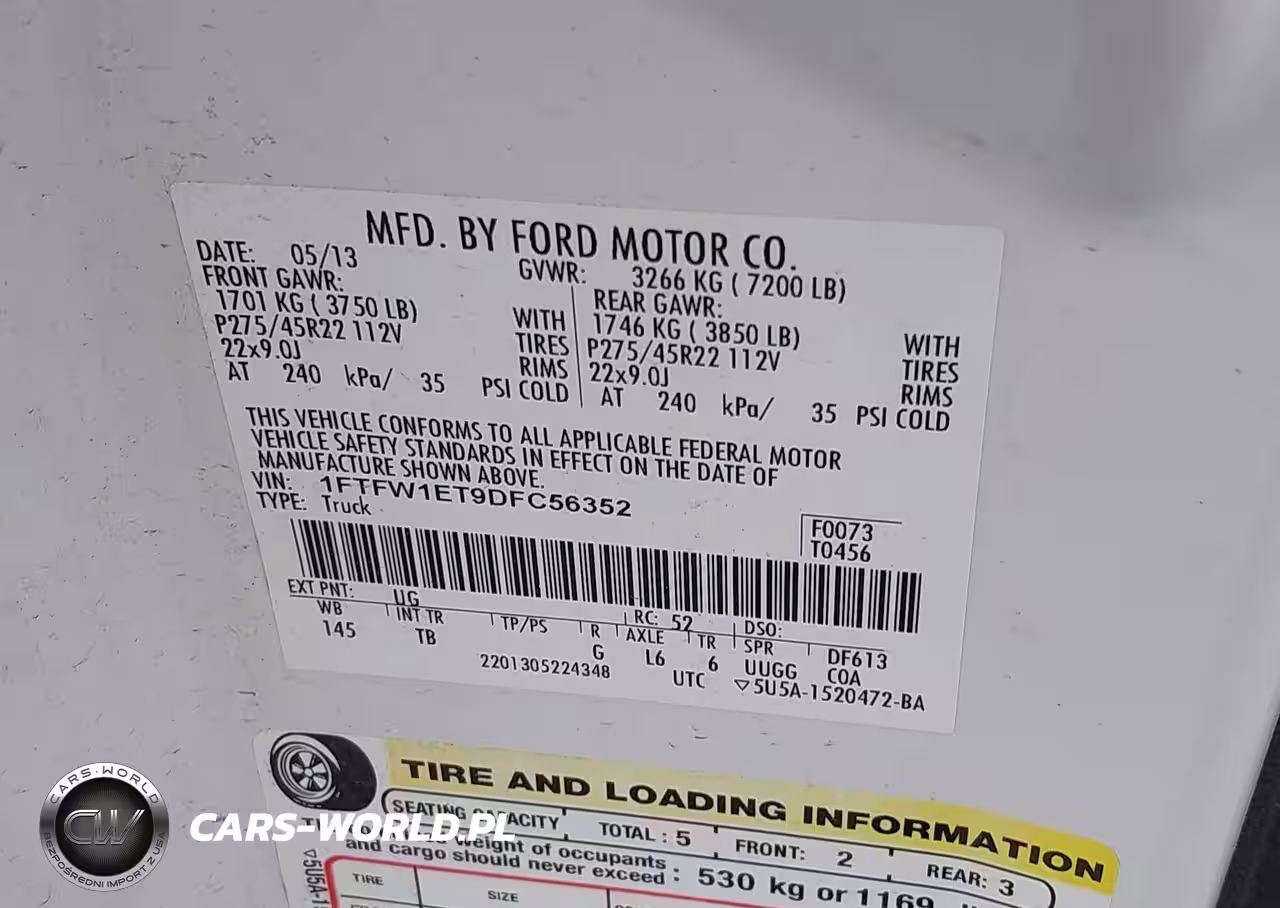 MFD. BY FORD MOTOR CO.
DATE: 05/13 GVWR: 3266 KG ( 7200 LB)
FRONT GAWR: REAR GAWR:
1701 KG ( 3750 LB) WITH 1746 KG ( 3850 LB) WITH
P275/45R22 112V TIRES P275/45R22 112V TIRES
22x9.0J RIMS 22x9.0J RIMS
AT 240 kPa/ 35 PSI COLD AT 240 kPa/ 35 PSI COLD
THIS VEHICLE CONFORMS TO ALL APPLICABLE FEDERAL MOTOR
VEHICLE SAFETY STANDARDS IN EFFECT ON THE DATE OF
MANUFACTURE SHOWN ABOVE.
VIN: 1FTFW1ET9DFC56352
TYPE: Truck
F0073
T0456
EXT PNT: UG RC: 52 DSO:
WB INT TR TP/PS R AXLE TR SPR DF613
145 TB G L6 6 UUGG COA
2201305224348 UTC ▽5U5A-1520472-BA
TIRE AND LOADING INFORMATION
SEATING CAPACITY TOTAL : 5 FRONT: 2 REAR: 3
weight of occupants
and cargo should never exceed : 530 kg or 1169
▽5U5A-1
TIRE SIZE
CARS-WORLD
CW
BEZPOŚREDNI IMPORT Z USA
CARS-WORLD.PL